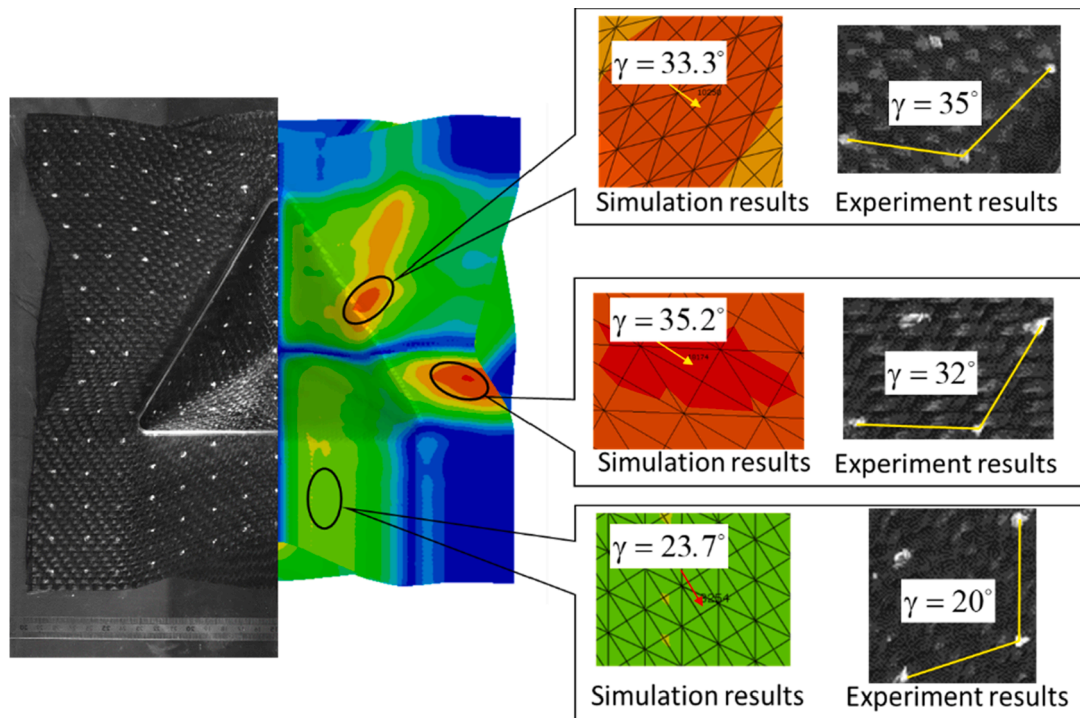 γ = 33.3°
10258
γ = 35°
Simulation results
Experiment results
γ = 35.2°
γ = 32°
Simulation results
Experiment results
γ = 23.7°
γ = 20°
Simulation results
Experiment results